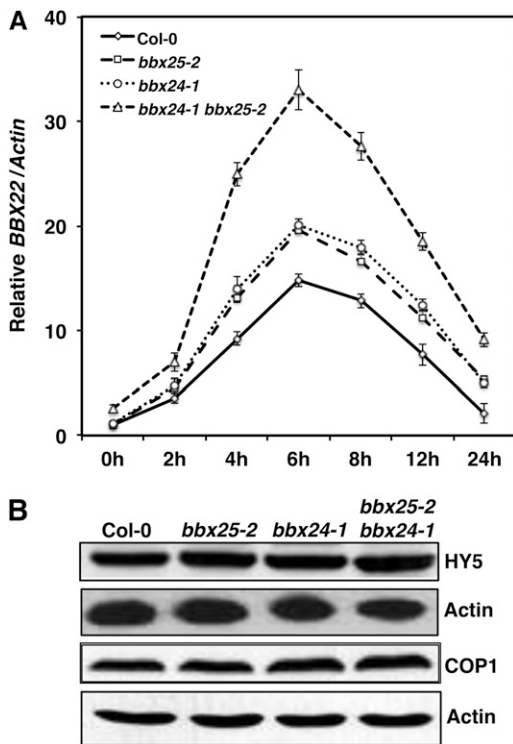 A
Relative BBX22/Actin
40
30
20
10
0
Col-0
bbx25-2
bbx24-1
bbx24-1 bbx25-2
0h 2h 4h 6h 8h 12h 24h
B
Col-0 bbx25-2 bbx24-1 bbx25-2
bbx24-1
HY5
Actin
COP1
Actin